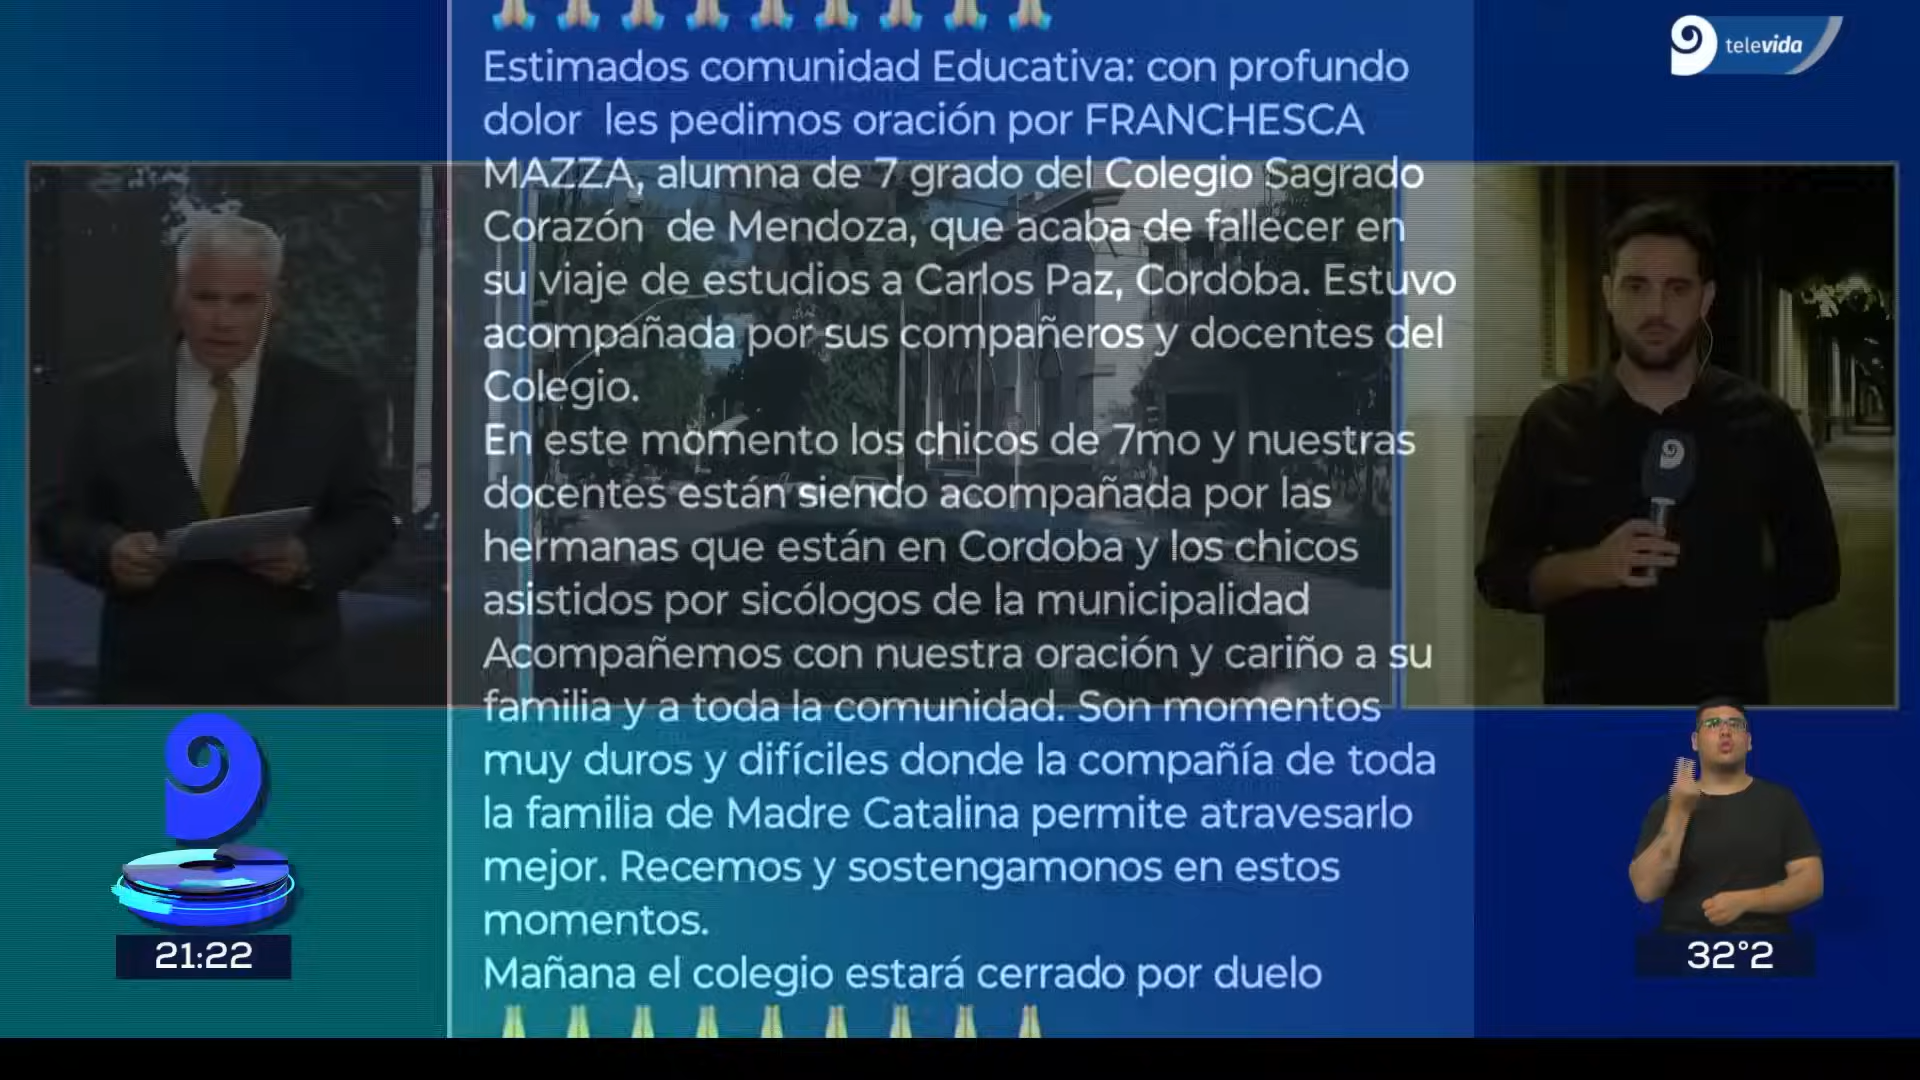 televida
Estimados comunidad Educativa: con profundo
dolor les pedimos oración por FRANCHESCA
MAZZA, alumna de 7 grado del Colegio Sagrado
Corazón de Mendoza, que acaba de fallecer en
su viaje de estudios a Carlos Paz, Cordoba. Estuvo
acompañada por sus compañeros y docentes del
Colegio.
En este momento los chicos de 7mo y nuestras
docentes están siendo acompañada por las
hermanas que están en Cordoba y los chicos
asistidos por sicólogos de la municipalidad
Acompañemos con nuestra oración y cariño a su
familia y a toda la comunidad. Son momentos
muy duros y difíciles donde la compañía de toda
la familia de Madre Catalina permite atravesarlo
mejor. Recemos y sostengamonos en estos
momentos.
Mañana el colegio estará cerrado por duelo
21:22
32°2